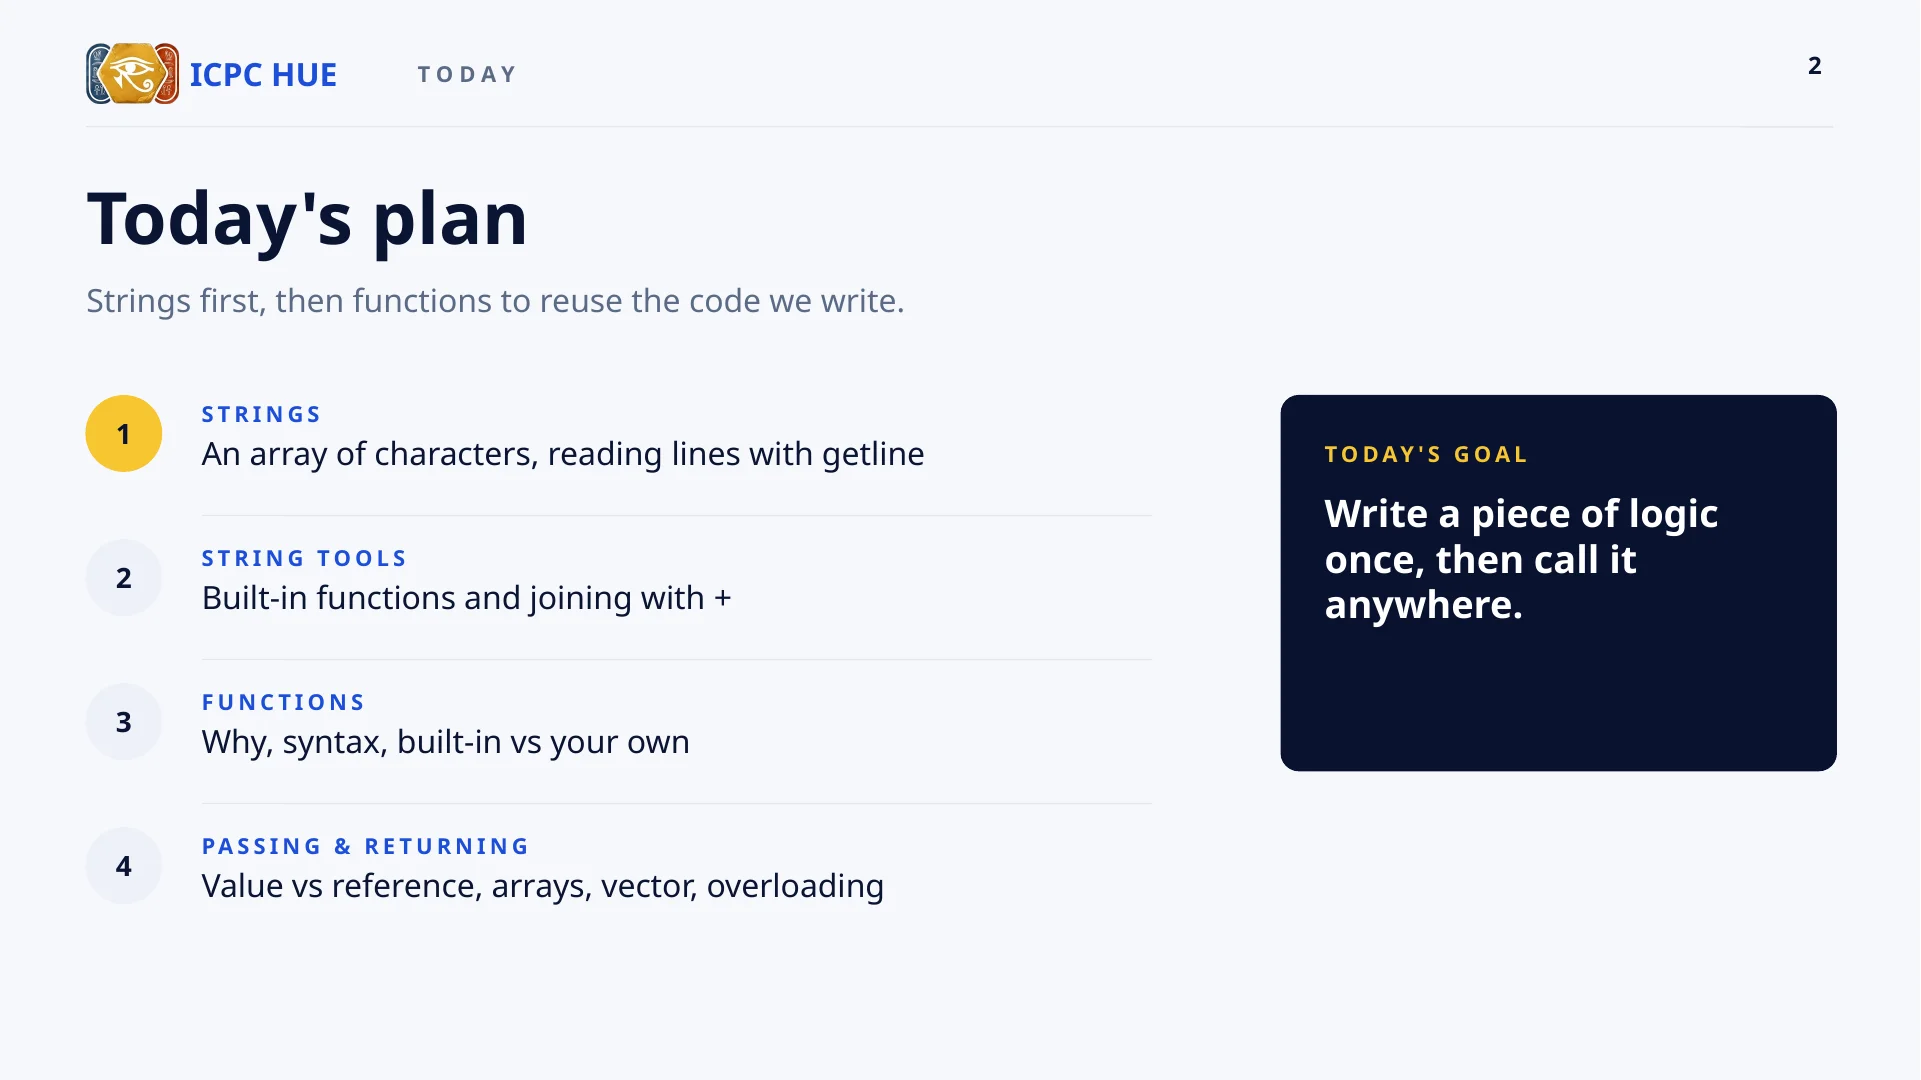 ICPC HUE
TODAY
2
Today's plan
Strings first, then functions to reuse the code we write.
1
STRINGS
An array of characters, reading lines with getline
2
STRING TOOLS
Built-in functions and joining with +
3
FUNCTIONS
Why, syntax, built-in vs your own
4
PASSING & RETURNING
Value vs reference, arrays, vector, overloading
TODAY'S GOAL
Write a piece of logic
once, then call it
anywhere.